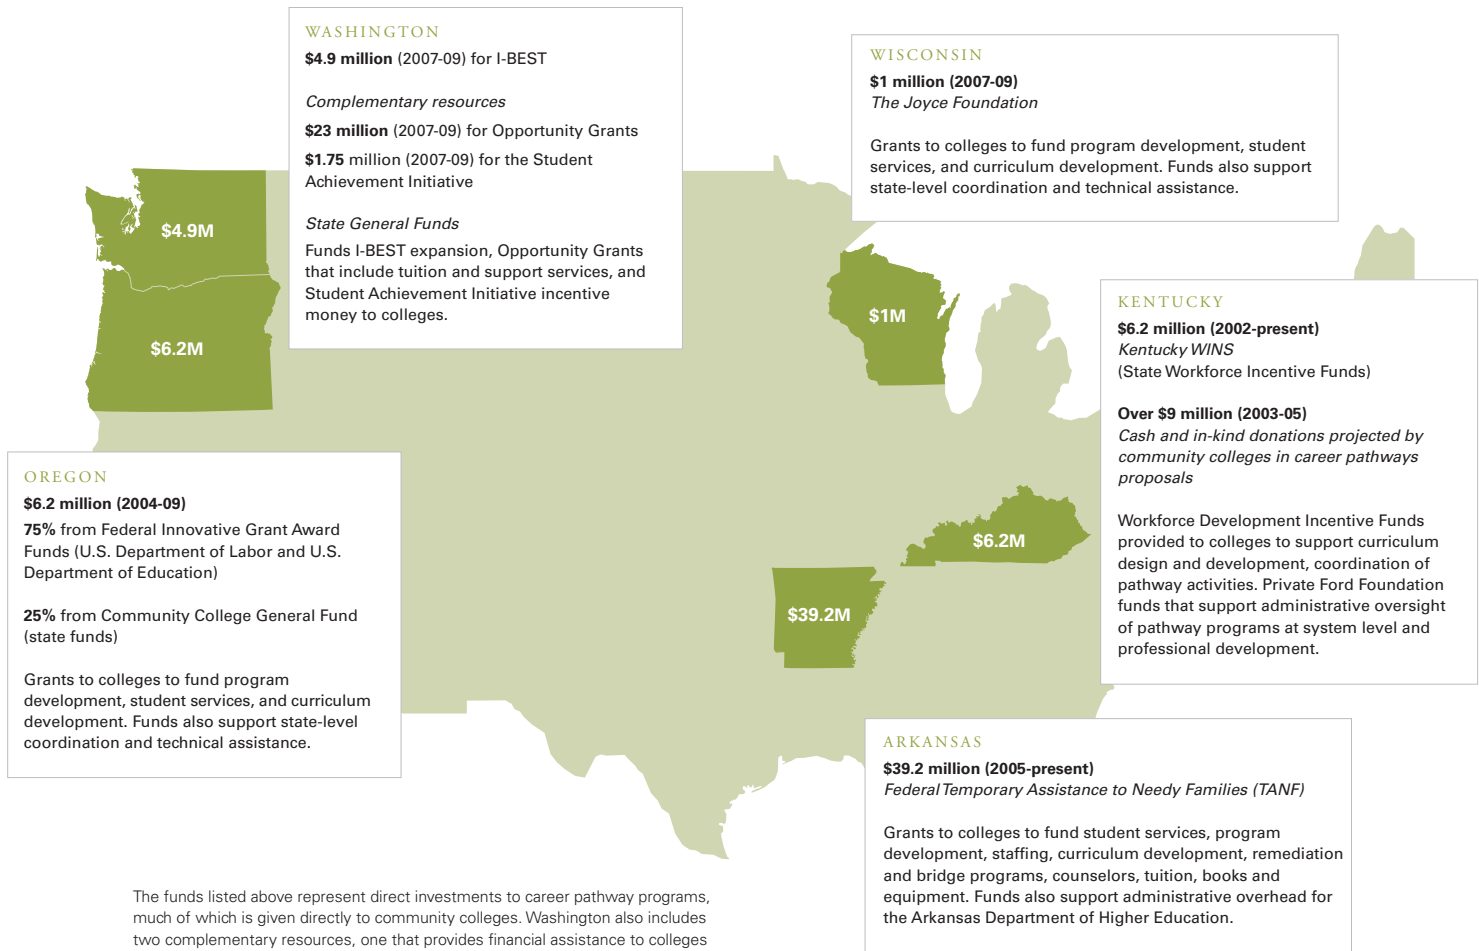 WASHINGTON
$4.9 million (2007-09) for I-BEST
Complementary resources
$23 million (2007-09) for Opportunity Grants
$1.75 million (2007-09) for the Student
Achievement Initiative
State General Funds
Funds I-BEST expansion, Opportunity Grants
that include tuition and support services, and
Student Achievement Initiative incentive
money to colleges.
WISCONSIN
$1 million (2007-09)
The Joyce Foundation
Grants to colleges to fund program development, student
services, and curriculum development. Funds also support
state-level coordination and technical assistance.
$4.9M
$6.2M
$1M
$6.2M
$39.2M
KENTUCKY
$6.2 million (2002-present)
Kentucky WINS
(State Workforce Incentive Funds)
Over $9 million (2003-05)
Cash and in-kind donations projected by
community colleges in career pathways
proposals
Workforce Development Incentive Funds
provided to colleges to support curriculum
design and development, coordination of
pathway activities. Private Ford Foundation
funds that support administrative oversight
of pathway programs at system level and
professional development.
OREGON
$6.2 million (2004-09)
75% from Federal Innovative Grant Award
Funds (U.S. Department of Labor and U.S.
Department of Education)
25% from Community College General Fund
(state funds)
Grants to colleges to fund program
development, student services, and curriculum
development. Funds also support state-level
coordination and technical assistance.
ARKANSAS
$39.2 million (2005-present)
Federal Temporary Assistance to Needy Families (TANF)
Grants to colleges to fund student services, program
development, staffing, curriculum development, remediation
and bridge programs, counselors, tuition, books and
equipment. Funds also support administrative overhead for
the Arkansas Department of Higher Education.
The funds listed above represent direct investments to career pathway programs,
much of which is given directly to community colleges. Washington also includes
two complementary resources, one that provides financial assistance to colleges